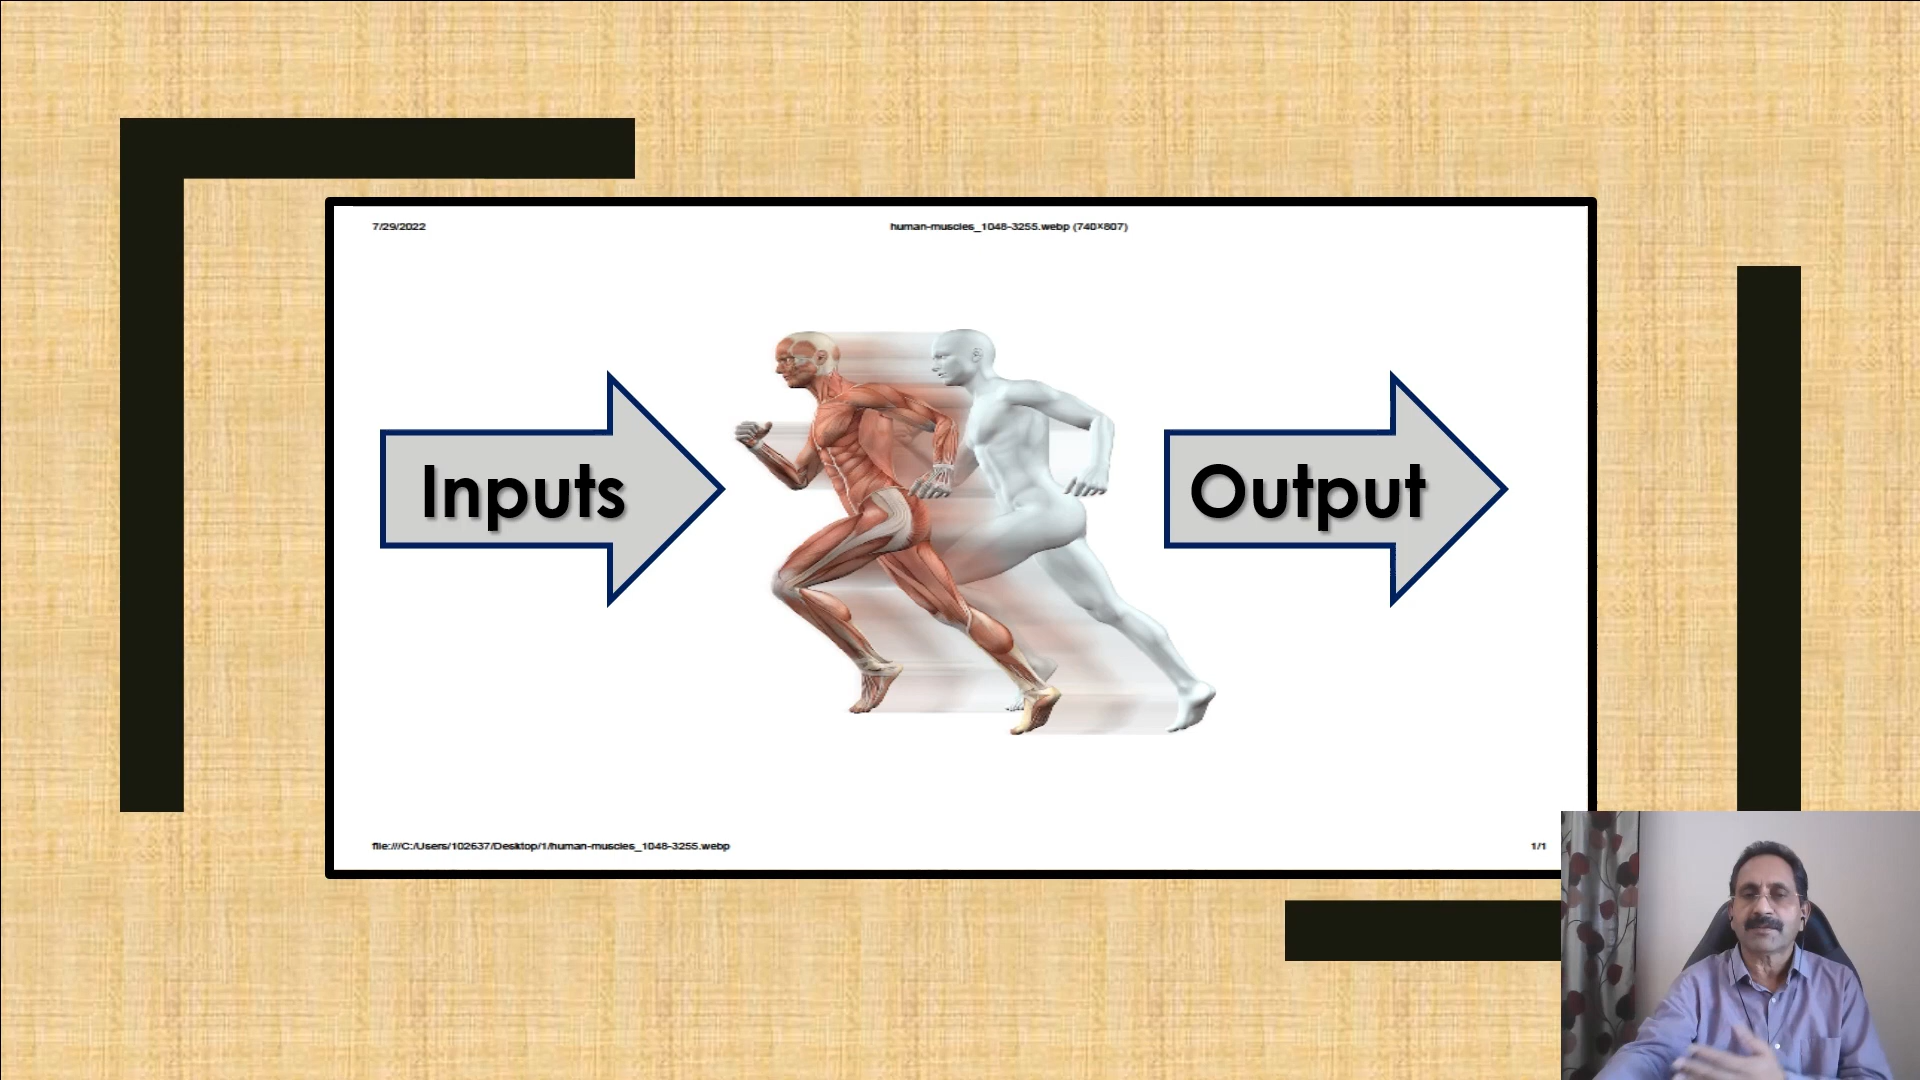 7/29/2022
human-muscles_1048-3255.webp (740×807)
Inputs
Output
file:///C:/Users/102637/Desktop/1/human-muscles_1048-3255.webp
1/1